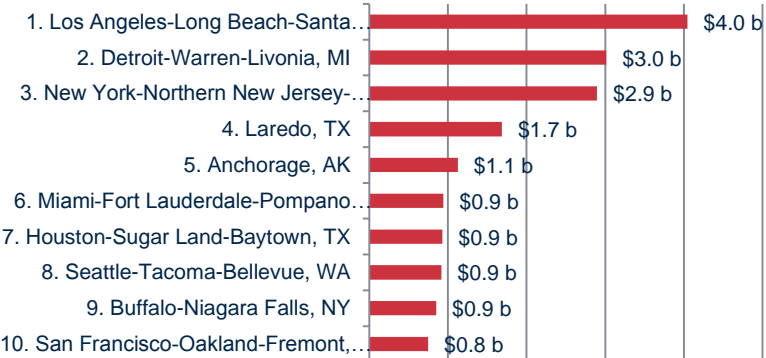 1. Los Angeles-Long Beach-Santa... $4.0 b
2. Detroit-Warren-Livonia, MI $3.0 b
3. New York-Northern New Jersey-... $2.9 b
4. Laredo, TX $1.7 b
5. Anchorage, AK $1.1 b
6. Miami-Fort Lauderdale-Pompano... $0.9 b
7. Houston-Sugar Land-Baytown, TX $0.9 b
8. Seattle-Tacoma-Bellevue, WA $0.9 b
9. Buffalo-Niagara Falls, NY $0.9 b
10. San Francisco-Oakland-Fremont,... $0.8 b